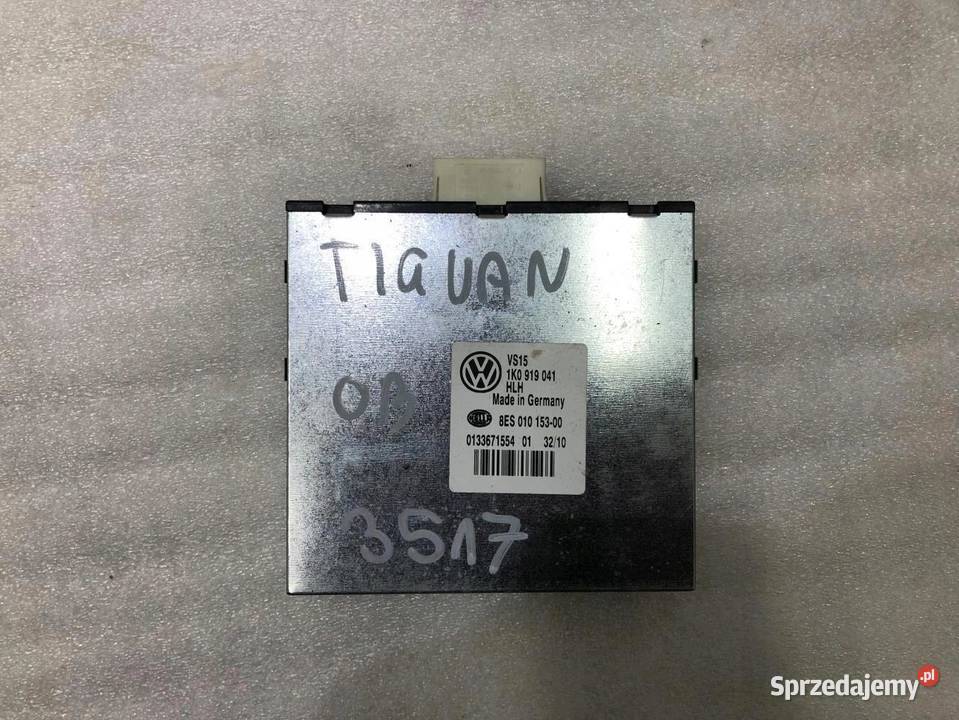 TIGUAN
OB
3517
VS15
1K0 919 041
HLH
Made in Germany
HELLA
8ES 010 153-00
0133671554 01 32/10
Sprzedajemy.pl